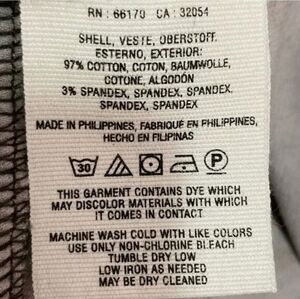 RN : 66170 CA : 32054
SHELL, VESTE, OBERSTOFF,
ESTERNO, EXTERIOR:
97% COTTON, COTON, BAUMWOLLE,
COTONE, ALGODÓN
3% SPANDEX, SPANDEX, SPANDEX,
SPANDEX, SPANDEX
MADE IN PHILIPPINES, FABRIQUÉ EN PHILIPPINES,
HECHO EN FILIPINAS
30 P
THIS GARMENT CONTAINS DYE WHICH
MAY DISCOLOR MATERIALS WITH WHICH
IT COMES IN CONTACT
MACHINE WASH COLD WITH LIKE COLORS
USE ONLY NON-CHLORINE BLEACH
TUMBLE DRY LOW
LOW IRON AS NEEDED
MAY BE DRY CLEANED